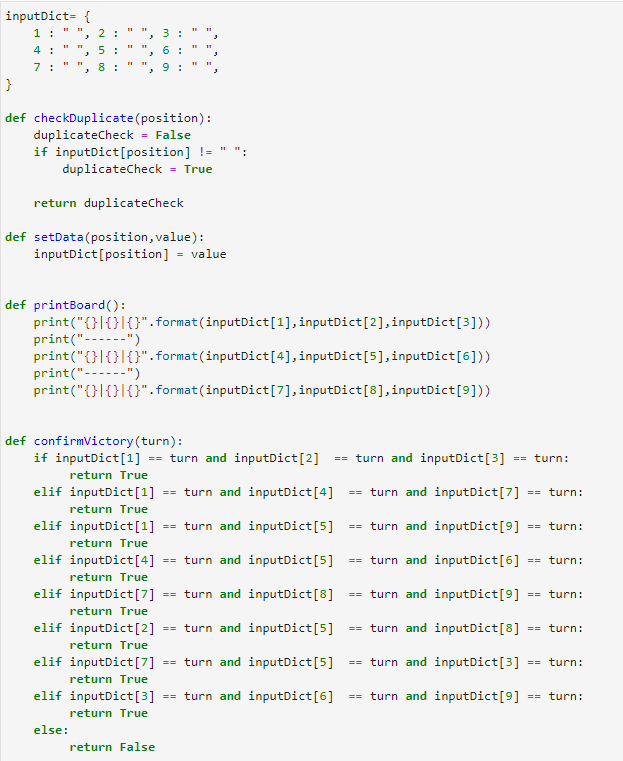 inputDict= {
    1 : " ", 2 : " ", 3 : " ",
    4 : " ", 5 : " ", 6 : " ",
    7 : " ", 8 : " ", 9 : " ",
}

def checkDuplicate(position):
    duplicateCheck = False
    if inputDict[position] != " ":
        duplicateCheck = True

    return duplicateCheck

def setData(position,value):
    inputDict[position] = value


def printBoard():
    print("{}|{}|{}".format(inputDict[1],inputDict[2],inputDict[3]))
    print("------")
    print("{}|{}|{}".format(inputDict[4],inputDict[5],inputDict[6]))
    print("------")
    print("{}|{}|{}".format(inputDict[7],inputDict[8],inputDict[9]))


def confirmVictory(turn):
    if inputDict[1] == turn and inputDict[2]  == turn and inputDict[3] == turn:
         return True
    elif inputDict[1] == turn and inputDict[4]  == turn and inputDict[7] == turn:
         return True
    elif inputDict[1] == turn and inputDict[5]  == turn and inputDict[9] == turn:
         return True
    elif inputDict[4] == turn and inputDict[5]  == turn and inputDict[6] == turn:
         return True
    elif inputDict[7] == turn and inputDict[8]  == turn and inputDict[9] == turn:
         return True
    elif inputDict[2] == turn and inputDict[5]  == turn and inputDict[8] == turn:
         return True
    elif inputDict[7] == turn and inputDict[5]  == turn and inputDict[3] == turn:
         return True
    elif inputDict[3] == turn and inputDict[6]  == turn and inputDict[9] == turn:
         return True
    else:
         return False